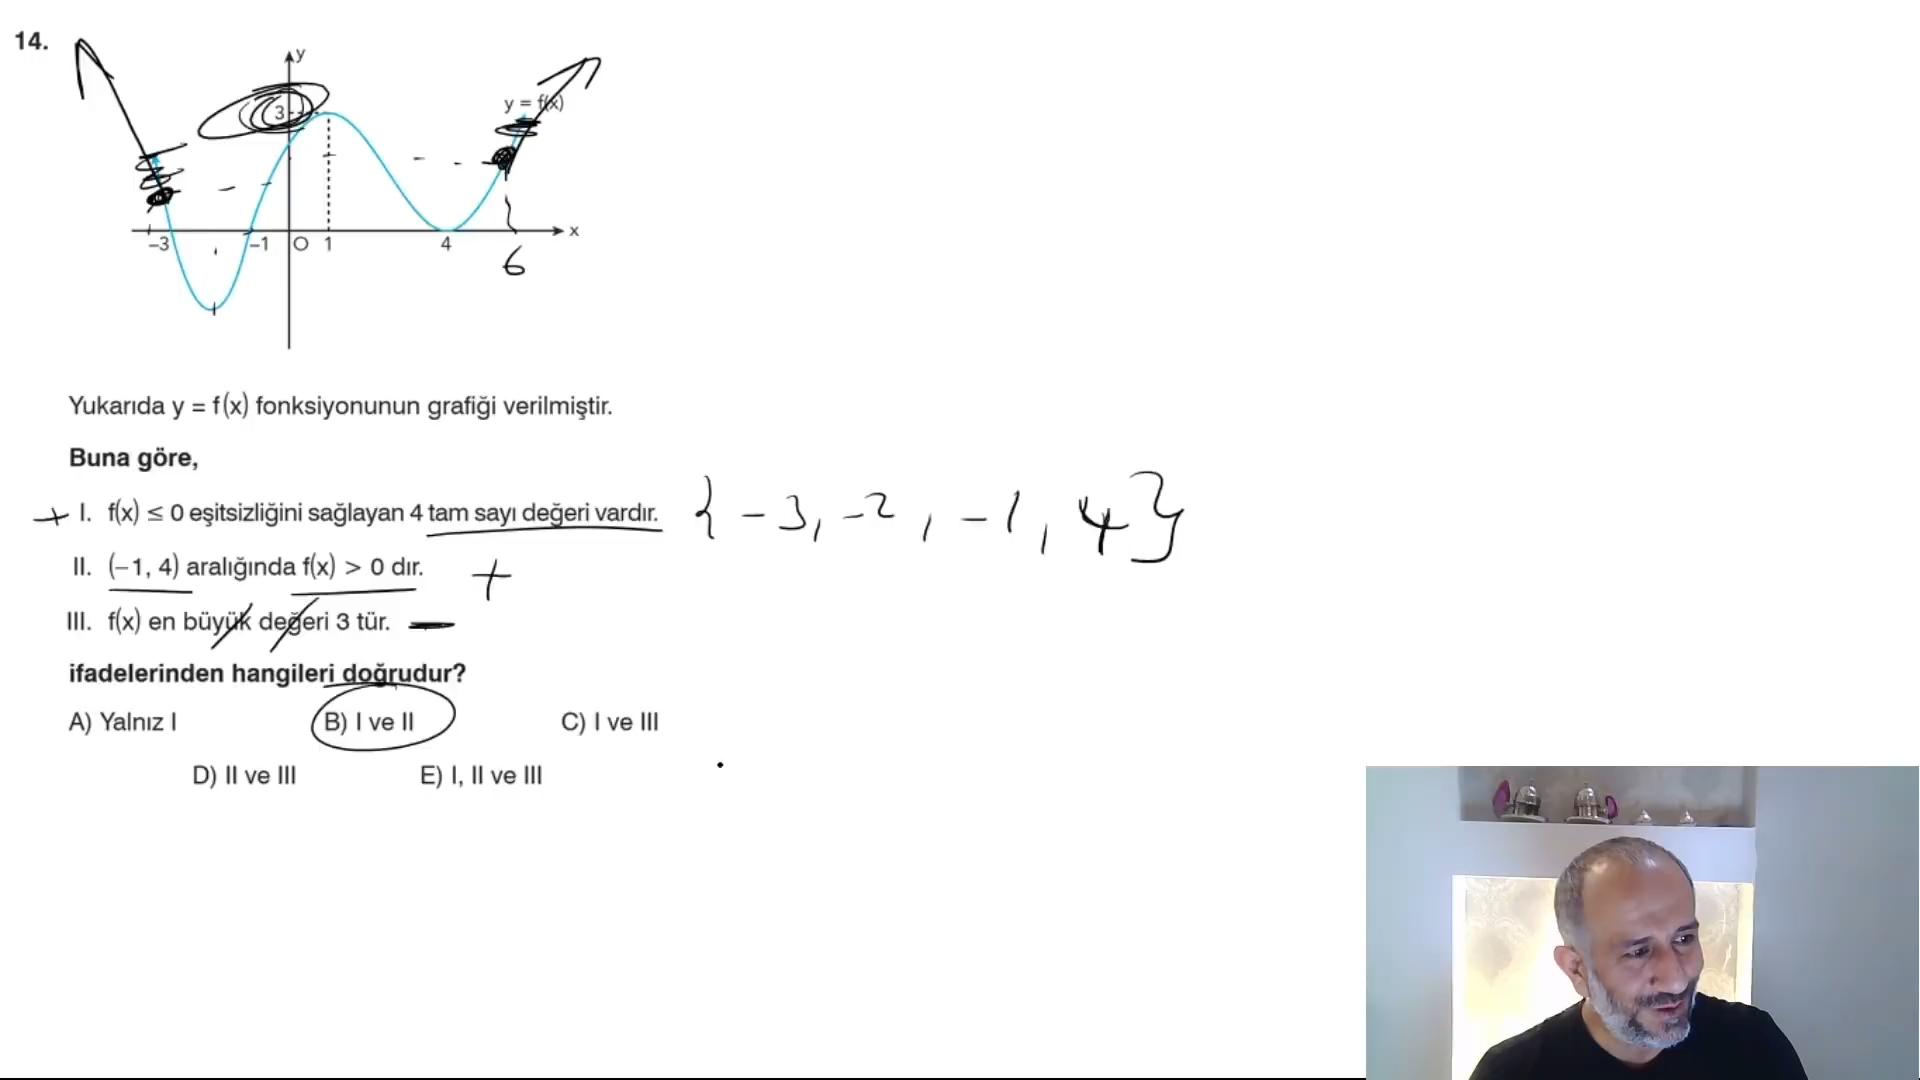 14.
y
3
y = f(x)
x
–3 –1 O 1 4
6
Yukarıda y = f(x) fonksiyonunun grafiği verilmiştir.
Buna göre,
+ I. f(x) ≤ 0 eşitsizliğini sağlayan 4 tam sayı değeri vardır. {-3, -2, -1, 4}
II. (–1, 4) aralığında f(x) > 0 dır. +
III. f(x) en büyük değeri 3 tür. –
ifadelerinden hangileri doğrudur?
A) Yalnız I B) I ve II C) I ve III
D) II ve III E) I, II ve III